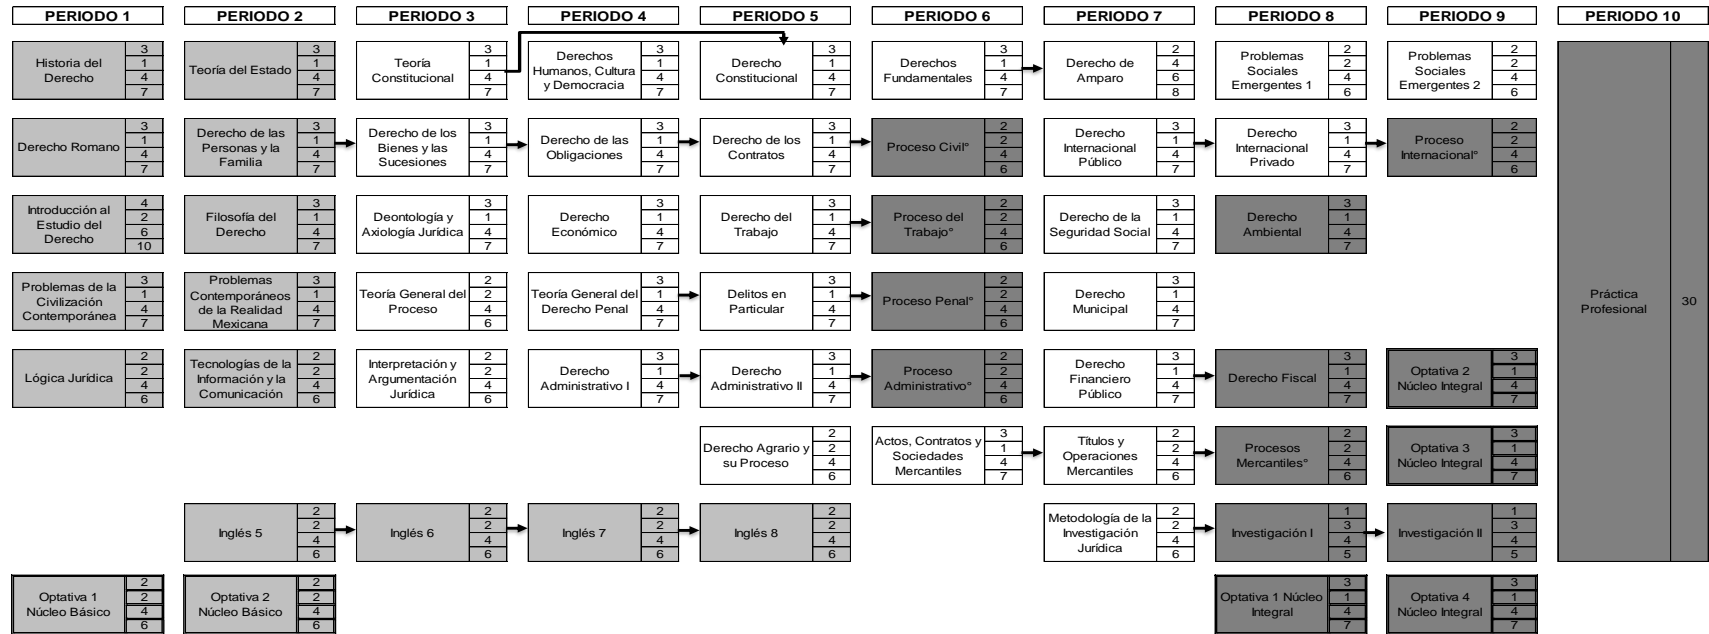 PERIODO 1 PERIODO 2 PERIODO 3 PERIODO 4 PERIODO 5 PERIODO 6 PERIODO 7 PERIODO 8 PERIODO 9 PERIODO 10
Historia del
Derecho
3
1
4
7
Teoría del Estado
3
1
4
7
Teoría
Constitucional
3
1
4
7
Derechos
Humanos, Cultura
y Democracia
3
1
4
7
Derecho
Constitucional
3
1
4
7
Derechos
Fundamentales
3
1
4
7
Derecho de
Amparo
2
4
6
8
Problemas
Sociales
Emergentes 1
2
2
4
6
Problemas
Sociales
Emergentes 2
2
2
4
6
Práctica
Profesional
30
Derecho Romano
3
1
4
7
Derecho de las
Personas y la
Familia
3
1
4
7
Derecho de los
Bienes y las
Sucesiones
3
1
4
7
Derecho de las
Obligaciones
3
1
4
7
Derecho de los
Contratos
3
1
4
7
Proceso Civil°
2
2
4
6
Derecho
Internacional
Público
3
1
4
7
Derecho
Internacional
Privado
3
1
4
7
Proceso
Internacional°
2
2
4
6
Introducción al
Estudio del
Derecho
4
2
6
10
Filosofía del
Derecho
3
1
4
7
Deontología y
Axiología Jurídica
3
1
4
7
Derecho
Económico
3
1
4
7
Derecho del
Trabajo
3
1
4
7
Proceso del
Trabajo°
2
2
4
6
Derecho de la
Seguridad Social
3
1
4
7
Derecho
Ambiental
3
1
4
7
Problemas de la
Civilización
Contemporánea
3
1
4
7
Problemas
Contemporáneos
de la Realidad
Mexicana
3
1
4
7
Teoría General del
Proceso
2
2
4
6
Teoría General del
Derecho Penal
3
1
4
7
Delitos en
Particular
3
1
4
7
Proceso Penal°
2
2
4
6
Derecho
Municipal
3
1
4
7
Lógica Jurídica
2
2
4
6
Tecnologías de la
Información y la
Comunicación
2
2
4
6
Interpretación y
Argumentación
Jurídica
2
2
4
6
Derecho
Administrativo I
3
1
4
7
Derecho
Administrativo II
3
1
4
7
Proceso
Administrativo°
2
2
4
6
Derecho
Financiero
Público
3
1
4
7
Derecho Fiscal
3
1
4
7
Optativa 2
Núcleo Integral
3
1
4
7
Derecho Agrario y
su Proceso
2
2
4
6
Actos, Contratos y
Sociedades
Mercantiles
3
1
4
7
Títulos y
Operaciones
Mercantiles
2
2
4
6
Procesos
Mercantiles°
2
2
4
6
Optativa 3
Núcleo Integral
3
1
4
7
Inglés 5
2
2
4
6
Inglés 6
2
2
4
6
Inglés 7
2
2
4
6
Inglés 8
2
2
4
6
Metodología de la
Investigación
Jurídica
2
2
4
6
Investigación I
1
3
4
5
Investigación II
1
3
4
5
Optativa 1
Núcleo Básico
2
2
4
6
Optativa 2
Núcleo Básico
2
2
4
6
Optativa 1 Núcleo
Integral
3
1
4
7
Optativa 4
Núcleo Integral
3
1
4
7